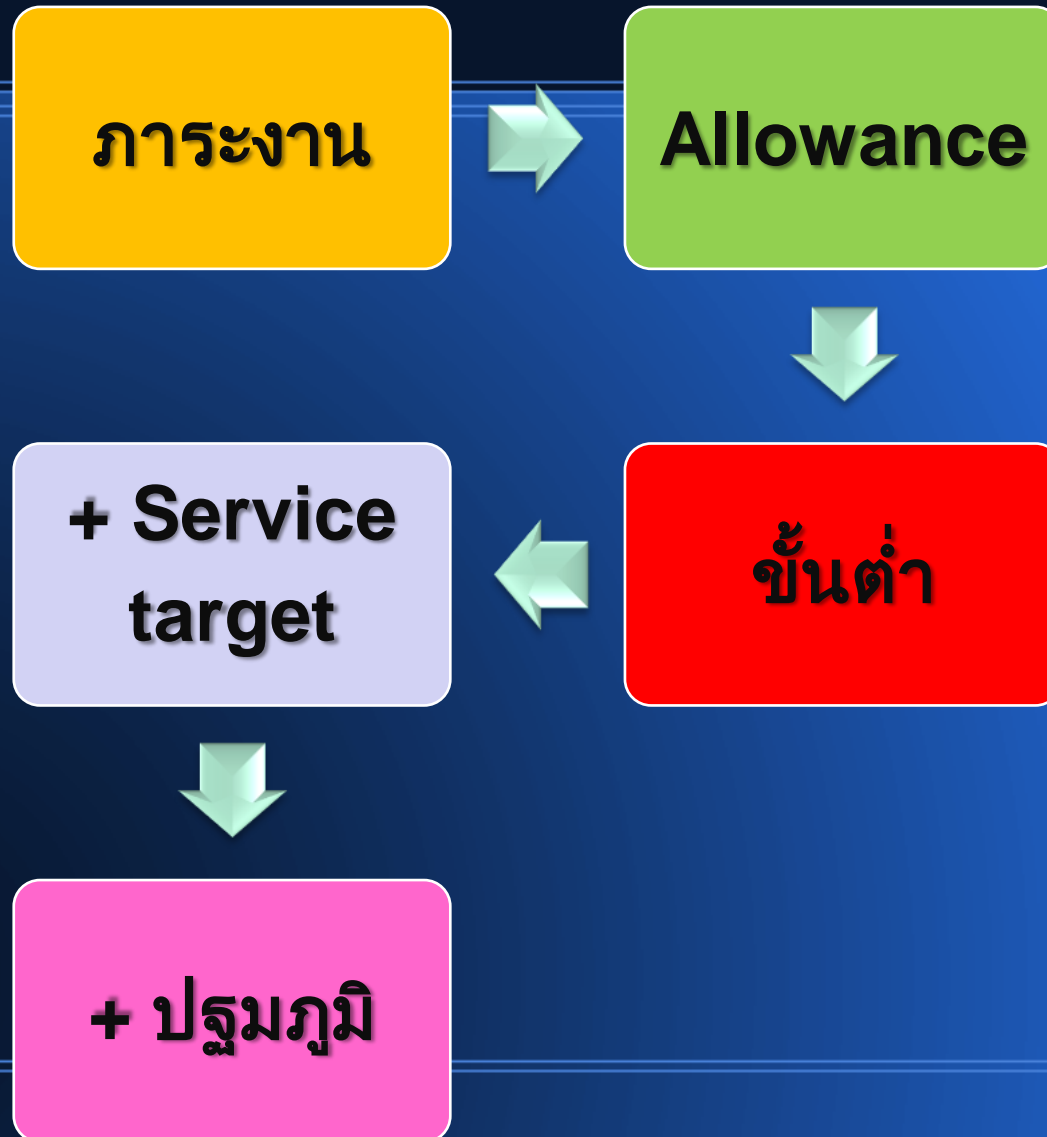 ภาระงาน
Allowance
ขั้นต่ำ
+ Service
target
+ ปฐมภูมิ